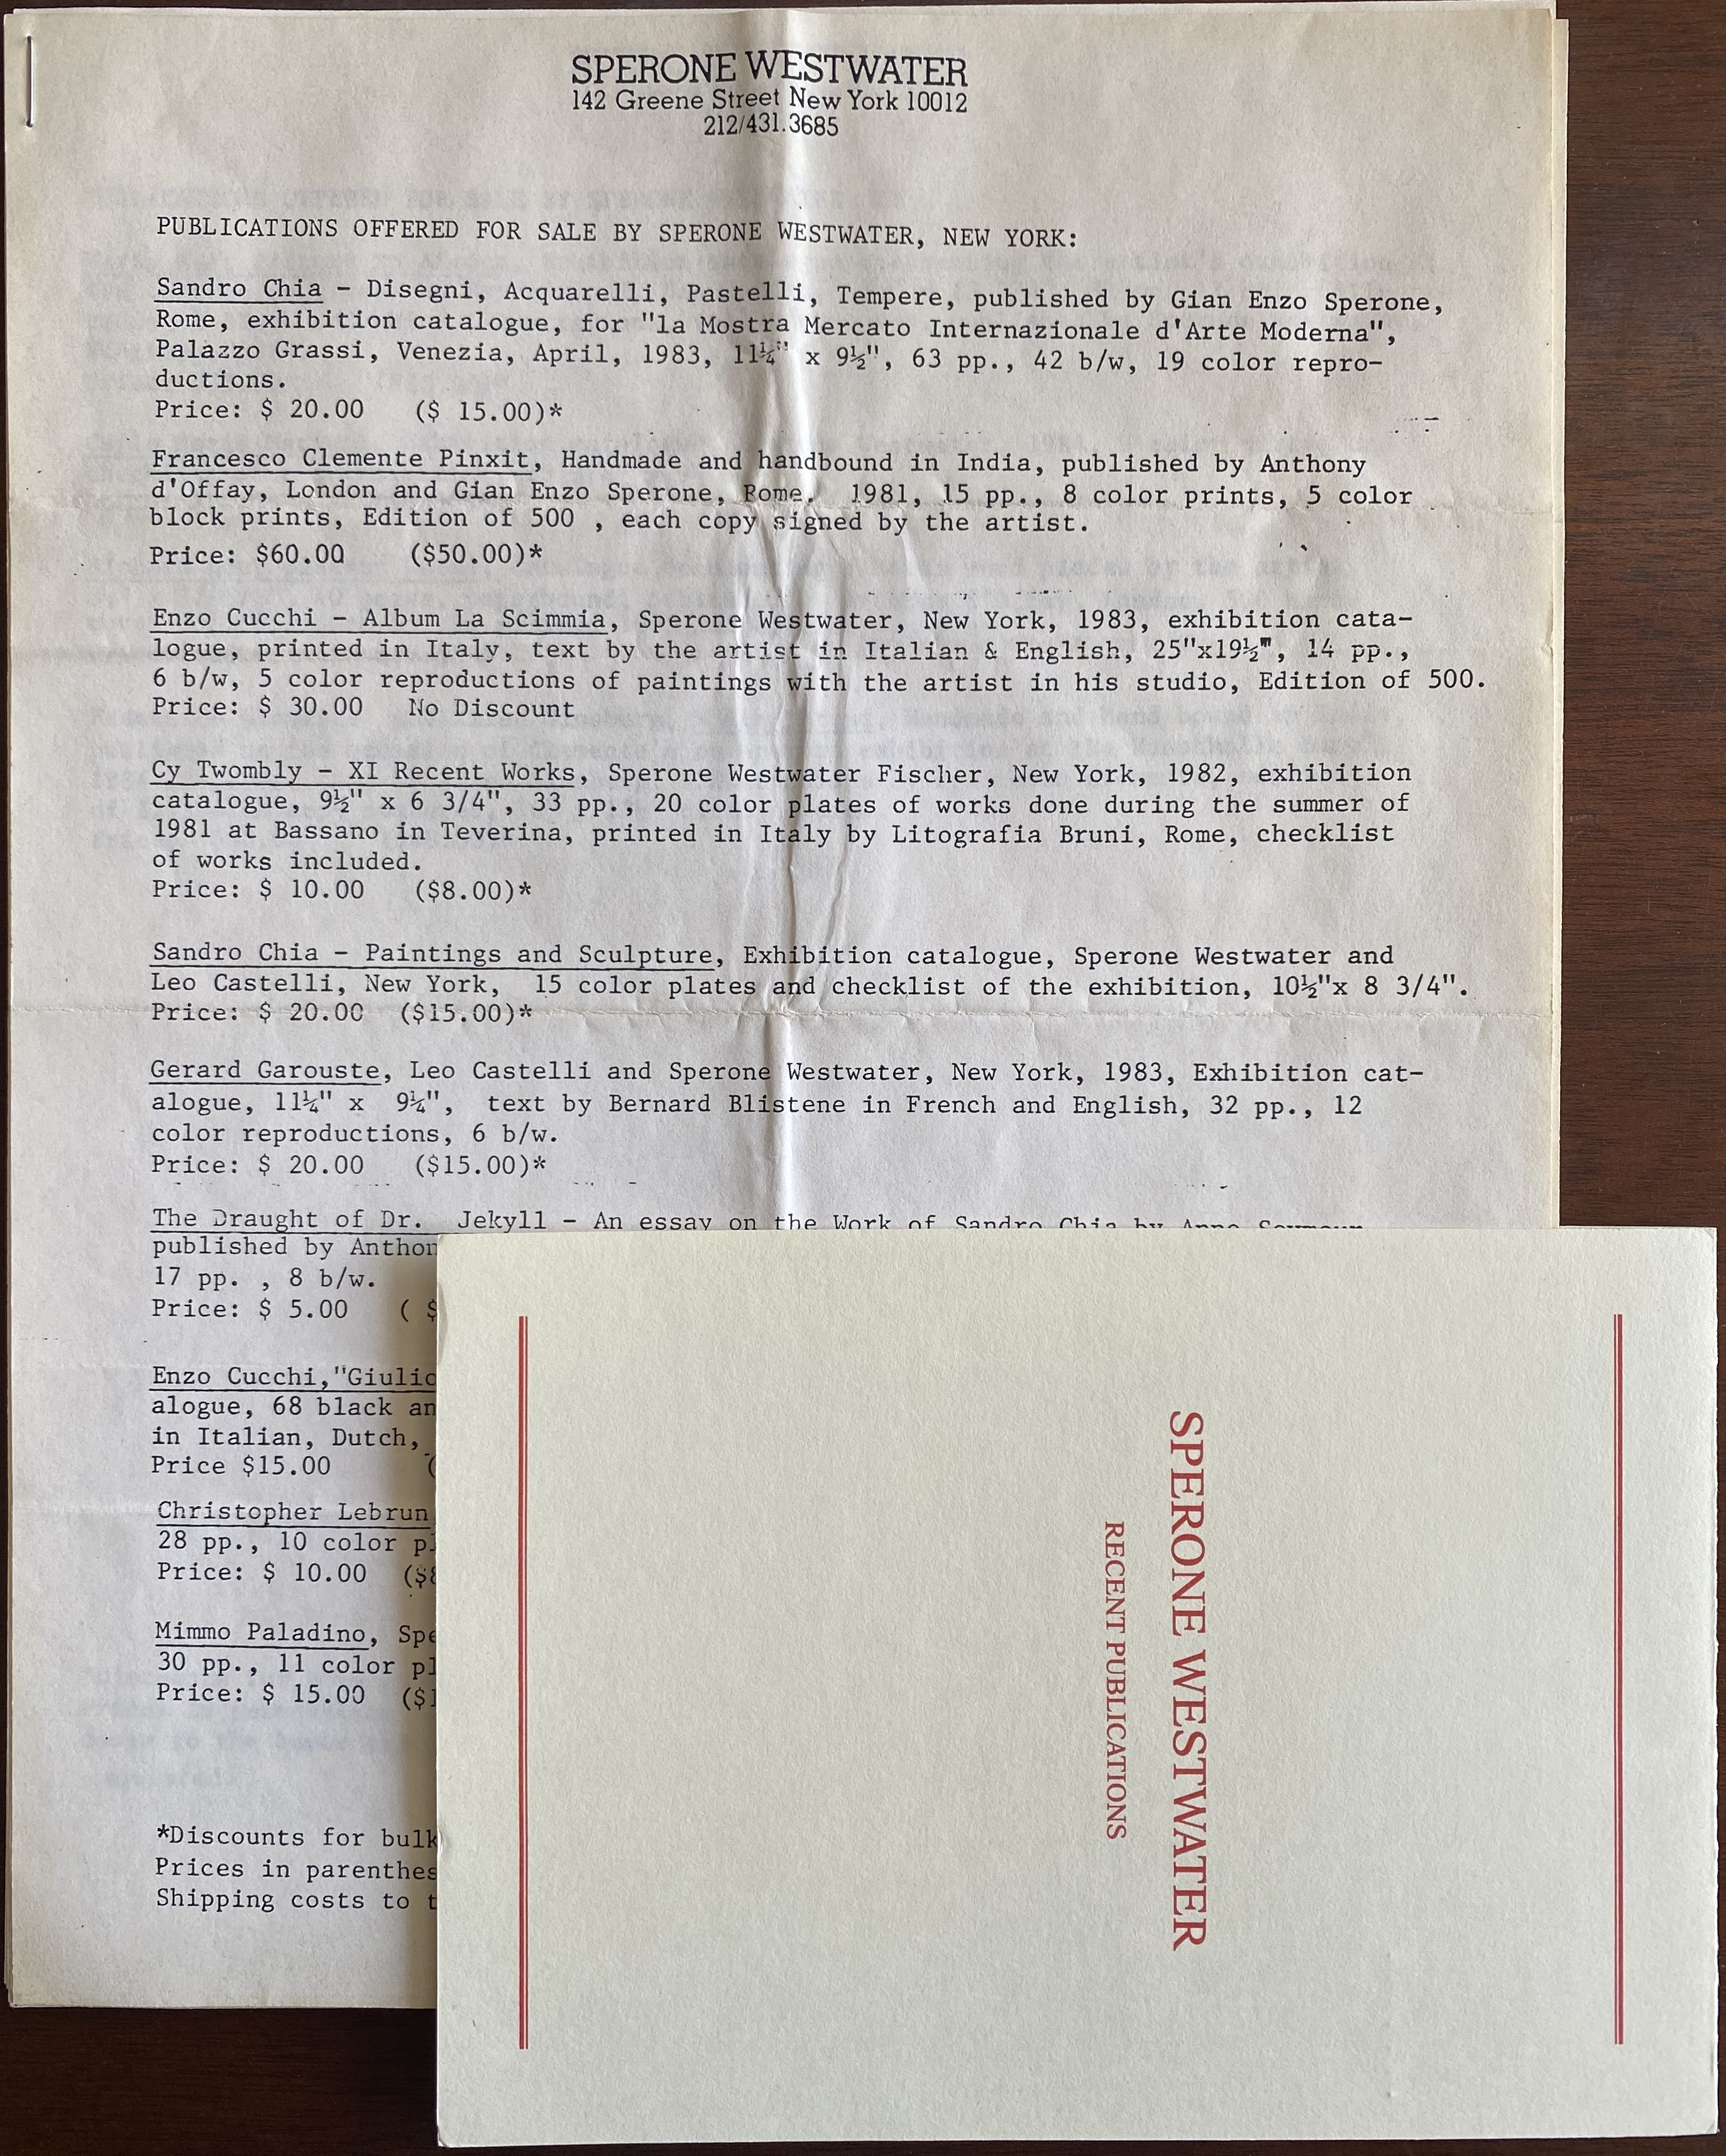 SPERONE WESTWATER
142 Greene Street New York 10012
212/431.3685
PUBLICATIONS OFFERED FOR SALE BY SPERONE WESTWATER, NEW YORK:
Sandro Chia - Disegni, Acquarelli, Pastelli, Tempere, published by Gian Enzo Sperone,
Rome, exhibition catalogue, for "la Mostra Mercato Internazionale d'Arte Moderna",
Palazzo Grassi, Venezia, April, 1983, 11¼" x 9½", 63 pp., 42 b/w, 19 color repro-
ductions.
Price: $ 20.00 ($ 15.00)*
Francesco Clemente Pinxit, Handmade and handbound in India, published by Anthony
d'Offay, London and Gian Enzo Sperone, Rome. 1981, 15 pp., 8 color prints, 5 color
block prints, Edition of 500 , each copy signed by the artist.
Price: $60.00 ($50.00)*
Enzo Cucchi - Album La Scimmia, Sperone Westwater, New York, 1983, exhibition cata-
logue, printed in Italy, text by the artist in Italian & English, 25"x19½", 14 pp.,
6 b/w, 5 color reproductions of paintings with the artist in his studio, Edition of 500.
Price: $ 30.00 No Discount
Cy Twombly - XI Recent Works, Sperone Westwater Fischer, New York, 1982, exhibition
catalogue, 9½" x 6 3/4", 33 pp., 20 color plates of works done during the summer of
1981 at Bassano in Teverina, printed in Italy by Litografia Bruni, Rome, checklist
of works included.
Price: $ 10.00 ($8.00)*
Sandro Chia - Paintings and Sculpture, Exhibition catalogue, Sperone Westwater and
Leo Castelli, New York, 15 color plates and checklist of the exhibition, 10½"x 8 3/4".
Price: $ 20.00 ($15.00)*
Gerard Garouste, Leo Castelli and Sperone Westwater, New York, 1983, Exhibition cat-
alogue, 11¼" x 9¼", text by Bernard Blistene in French and English, 32 pp., 12
color reproductions, 6 b/w.
Price: $ 20.00 ($15.00)*
The Draught of Dr. Jekyll - An essay on the Work of Sandro Chia by Anne Seymour
published by Anthon
17 pp. , 8 b/w.
Price: $ 5.00 ( $
Enzo Cucchi,"Giulio
alogue, 68 black an
in Italian, Dutch,
Price $15.00 (
Christopher Lebrun
28 pp., 10 color pl
Price: $ 10.00 ($8
Mimmo Paladino, Spe
30 pp., 11 color pl
Price: $ 15.00 ($1
*Discounts for bulk
Prices in parenthes
Shipping costs to t
SPERONE WESTWATER
RECENT PUBLICATIONS